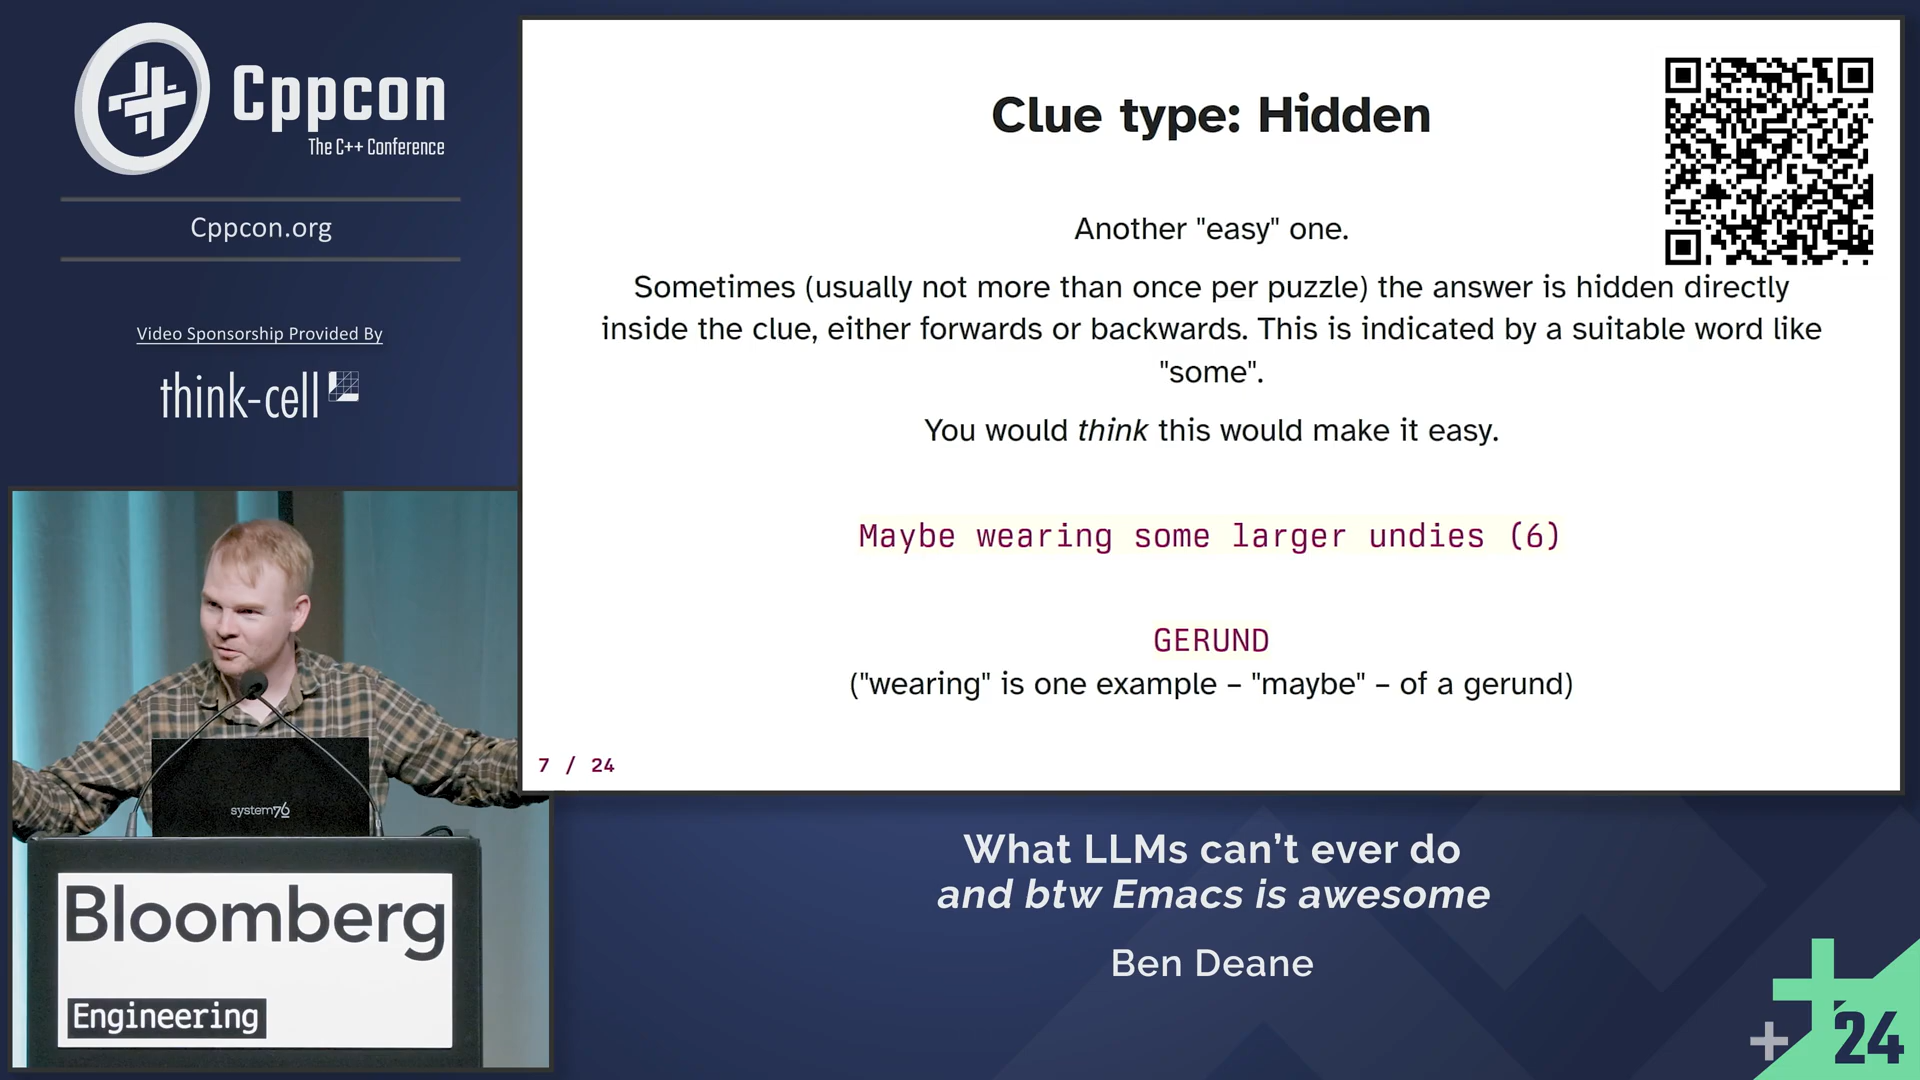 Cppcon
The C++ Conference
Cppcon.org
Video Sponsorship Provided By
think-cell
Clue type: Hidden
Another "easy" one.
Sometimes (usually not more than once per puzzle) the answer is hidden directly
inside the clue, either forwards or backwards. This is indicated by a suitable word like
"some".
You would think this would make it easy.
Maybe wearing some larger undies (6)
GERUND
("wearing" is one example – "maybe" – of a gerund)
7 / 24
system76
Bloomberg
Engineering
What LLMs can't ever do
and btw Emacs is awesome
Ben Deane
24